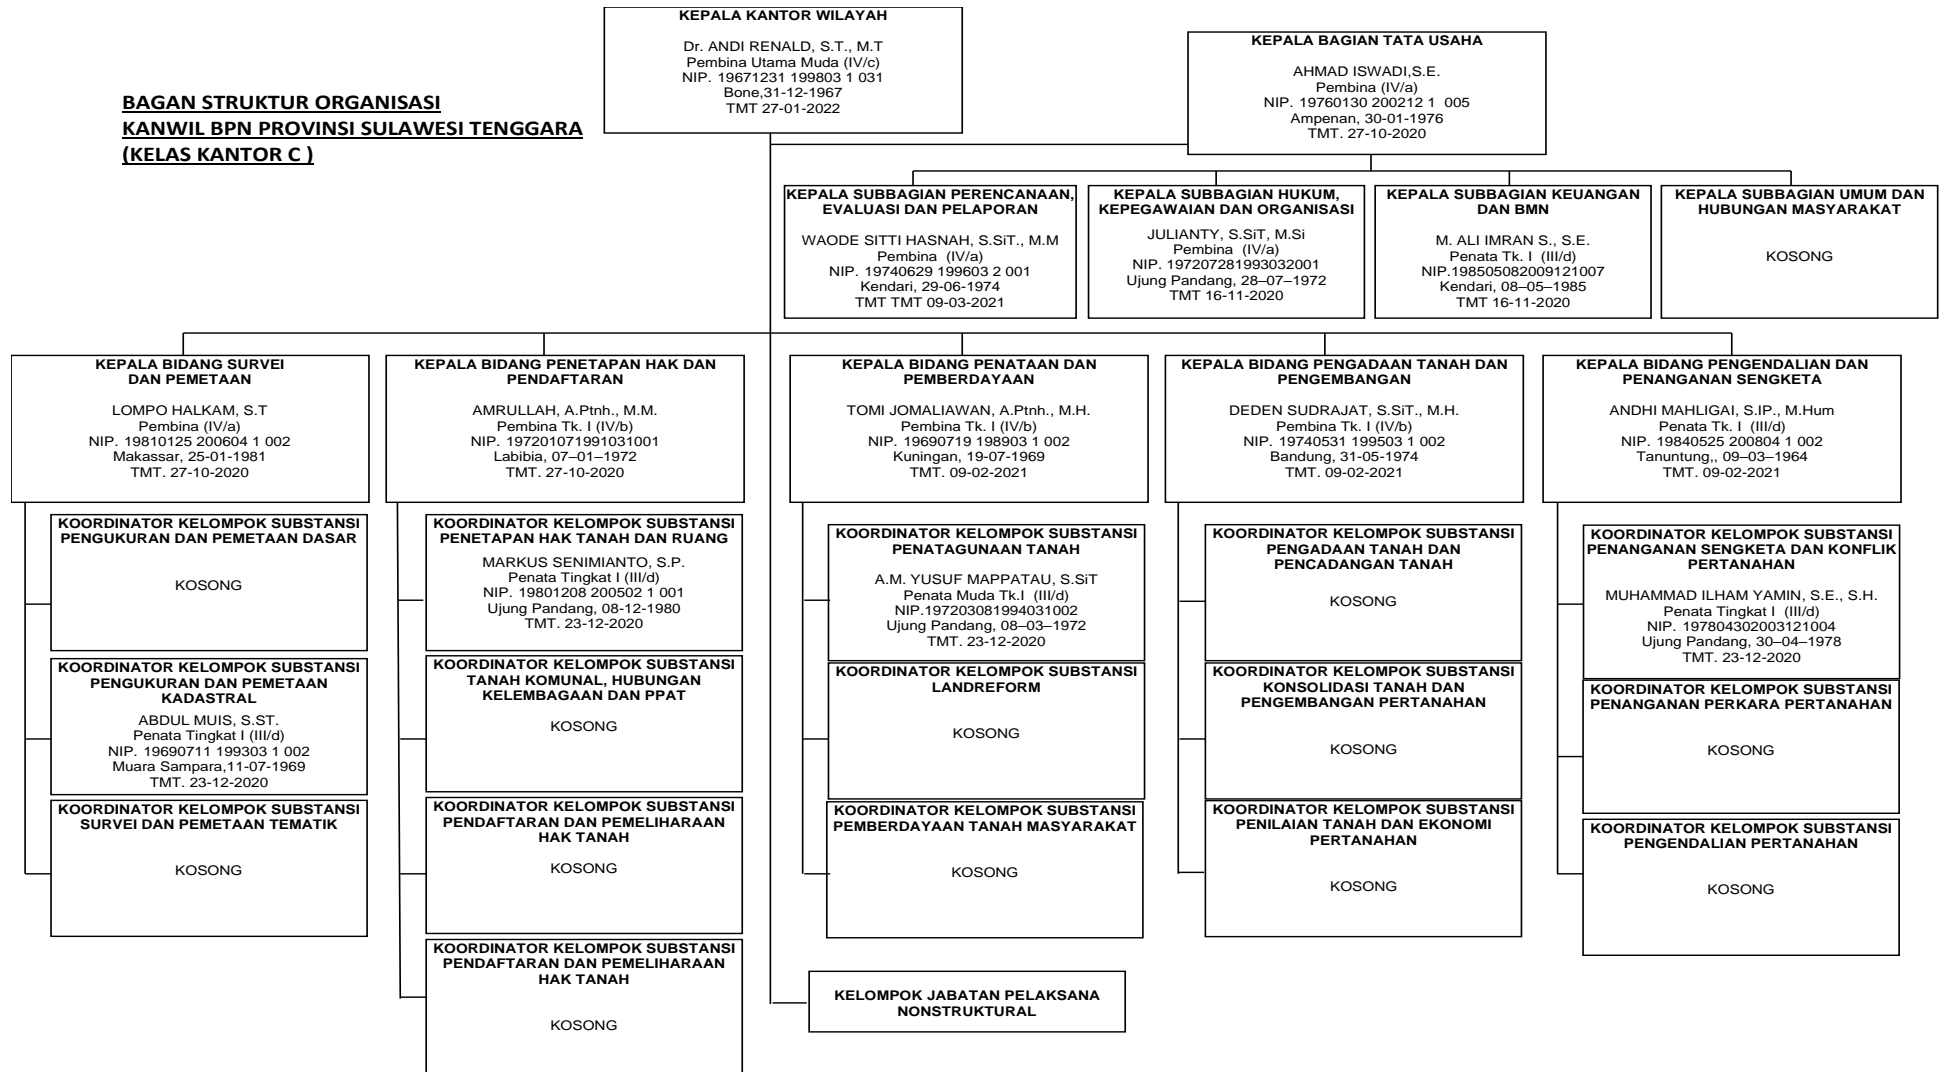 KEPALA KANTOR WILAYAH
Dr. ANDI RENALD, S.T., M.T
Pembina Utama Muda (IV/c)
NIP. 19671231 199803 1 031
Bone,31-12-1967
TMT 27-01-2022
KEPALA BAGIAN TATA USAHA
AHMAD ISWADI,S.E.
Pembina (IV/a)
NIP. 19760130 200212 1 005
Ampenan, 30-01-1976
TMT. 27-10-2020
BAGAN STRUKTUR ORGANISASI
KANWIL BPN PROVINSI SULAWESI TENGGARA
(KELAS KANTOR C )
KEPALA SUBBAGIAN PERENCANAAN,
EVALUASI DAN PELAPORAN
WAODE SITTI HASNAH, S.SiT., M.M
Pembina (IV/a)
NIP. 19740629 199603 2 001
Kendari, 29-06-1974
TMT TMT 09-03-2021
KEPALA SUBBAGIAN HUKUM,
KEPEGAWAIAN DAN ORGANISASI
JULIANTY, S.SiT, M.Si
Pembina (IV/a)
NIP. 197207281993032001
Ujung Pandang, 28–07–1972
TMT 16-11-2020
KEPALA SUBBAGIAN KEUANGAN
DAN BMN
M. ALI IMRAN S., S.E.
Penata Tk. I (III/d)
NIP.198505082009121007
Kendari, 08–05–1985
TMT 16-11-2020
KEPALA SUBBAGIAN UMUM DAN
HUBUNGAN MASYARAKAT
KOSONG
KEPALA BIDANG SURVEI
DAN PEMETAAN
LOMPO HALKAM, S.T
Pembina (IV/a)
NIP. 19810125 200604 1 002
Makassar, 25-01-1981
TMT. 27-10-2020
KEPALA BIDANG PENETAPAN HAK DAN
PENDAFTARAN
AMRULLAH, A.Ptnh., M.M.
Pembina Tk. I (IV/b)
NIP. 197201071991031001
Labibia, 07–01–1972
TMT. 27-10-2020
KEPALA BIDANG PENATAAN DAN
PEMBERDAYAAN
TOMI JOMALIAWAN, A.Ptnh., M.H.
Pembina Tk. I (IV/b)
NIP. 19690719 198903 1 002
Kuningan, 19-07-1969
TMT. 09-02-2021
KEPALA BIDANG PENGADAAN TANAH DAN
PENGEMBANGAN
DEDEN SUDRAJAT, S.SiT., M.H.
Pembina Tk. I (IV/b)
NIP. 19740531 199503 1 002
Bandung, 31-05-1974
TMT. 09-02-2021
KEPALA BIDANG PENGENDALIAN DAN
PENANGANAN SENGKETA
ANDHI MAHLIGAI, S.IP., M.Hum
Penata Tk. I (III/d)
NIP. 19840525 200804 1 002
Tanuntung,, 09–03–1964
TMT. 09-02-2021
KOORDINATOR KELOMPOK SUBSTANSI
PENGUKURAN DAN PEMETAAN DASAR
KOSONG
KOORDINATOR KELOMPOK SUBSTANSI
PENGUKURAN DAN PEMETAAN
KADASTRAL
ABDUL MUIS, S.ST.
Penata Tingkat I (III/d)
NIP. 19690711 199303 1 002
Muara Sampara,11-07-1969
TMT. 23-12-2020
KOORDINATOR KELOMPOK SUBSTANSI
SURVEI DAN PEMETAAN TEMATIK
KOSONG
KOORDINATOR KELOMPOK SUBSTANSI
PENETAPAN HAK TANAH DAN RUANG
MARKUS SENIMIANTO, S.P.
Penata Tingkat I (III/d)
NIP. 19801208 200502 1 001
Ujung Pandang, 08-12-1980
TMT. 23-12-2020
KOORDINATOR KELOMPOK SUBSTANSI
TANAH KOMUNAL, HUBUNGAN
KELEMBAGAAN DAN PPAT
KOSONG
KOORDINATOR KELOMPOK SUBSTANSI
PENDAFTARAN DAN PEMELIHARAAN
HAK TANAH
KOSONG
KOORDINATOR KELOMPOK SUBSTANSI
PENDAFTARAN DAN PEMELIHARAAN
HAK TANAH
KOSONG
KOORDINATOR KELOMPOK SUBSTANSI
PENATAGUNAAN TANAH
A.M. YUSUF MAPPATAU, S.SiT
Penata Muda Tk.I (III/d)
NIP.197203081994031002
Ujung Pandang, 08–03–1972
TMT. 23-12-2020
KOORDINATOR KELOMPOK SUBSTANSI
LANDREFORM
KOSONG
KOORDINATOR KELOMPOK SUBSTANSI
PEMBERDAYAAN TANAH MASYARAKAT
KOSONG
KELOMPOK JABATAN PELAKSANA
NONSTRUKTURAL
KOORDINATOR KELOMPOK SUBSTANSI
PENGADAAN TANAH DAN
PENCADANGAN TANAH
KOSONG
KOORDINATOR KELOMPOK SUBSTANSI
KONSOLIDASI TANAH DAN
PENGEMBANGAN PERTANAHAN
KOSONG
KOORDINATOR KELOMPOK SUBSTANSI
PENILAIAN TANAH DAN EKONOMI
PERTANAHAN
KOSONG
KOORDINATOR KELOMPOK SUBSTANSI
PENANGANAN SENGKETA DAN KONFLIK
PERTANAHAN
MUHAMMAD ILHAM YAMIN, S.E., S.H.
Penata Tingkat I (III/d)
NIP. 197804302003121004
Ujung Pandang, 30–04–1978
TMT. 23-12-2020
KOORDINATOR KELOMPOK SUBSTANSI
PENANGANAN PERKARA PERTANAHAN
KOSONG
KOORDINATOR KELOMPOK SUBSTANSI
PENGENDALIAN PERTANAHAN
KOSONG